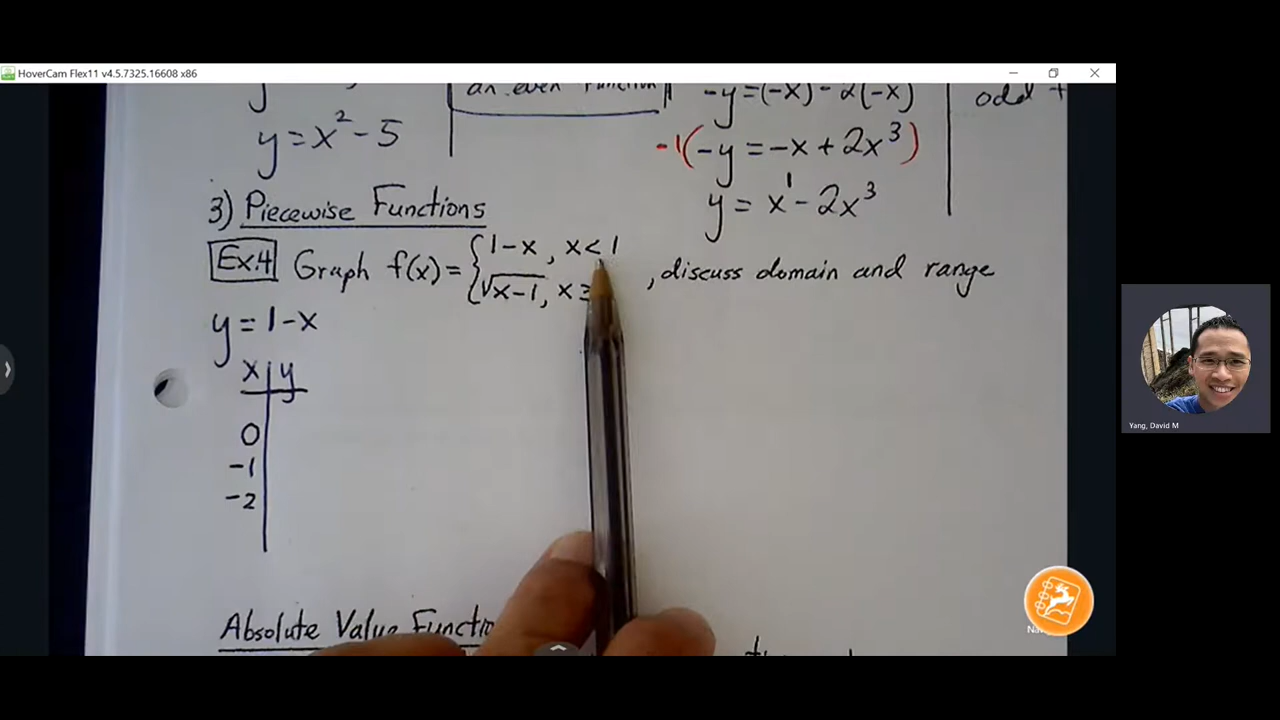 HoverCam Flex11 v4.5.7325.16608 x86
an even Function
-y=(-x)-2(-x)
odd
y=x²-5
-1(-y=-x+2x³)
y=x¹-2x³
3) Piecewise Functions
Ex.4 Graph f(x)={1-x, x<1
√x-1, x≥ , discuss domain and range
y=1-x
x y
0
-1
-2
Yang, David M
Absolute Value Functio